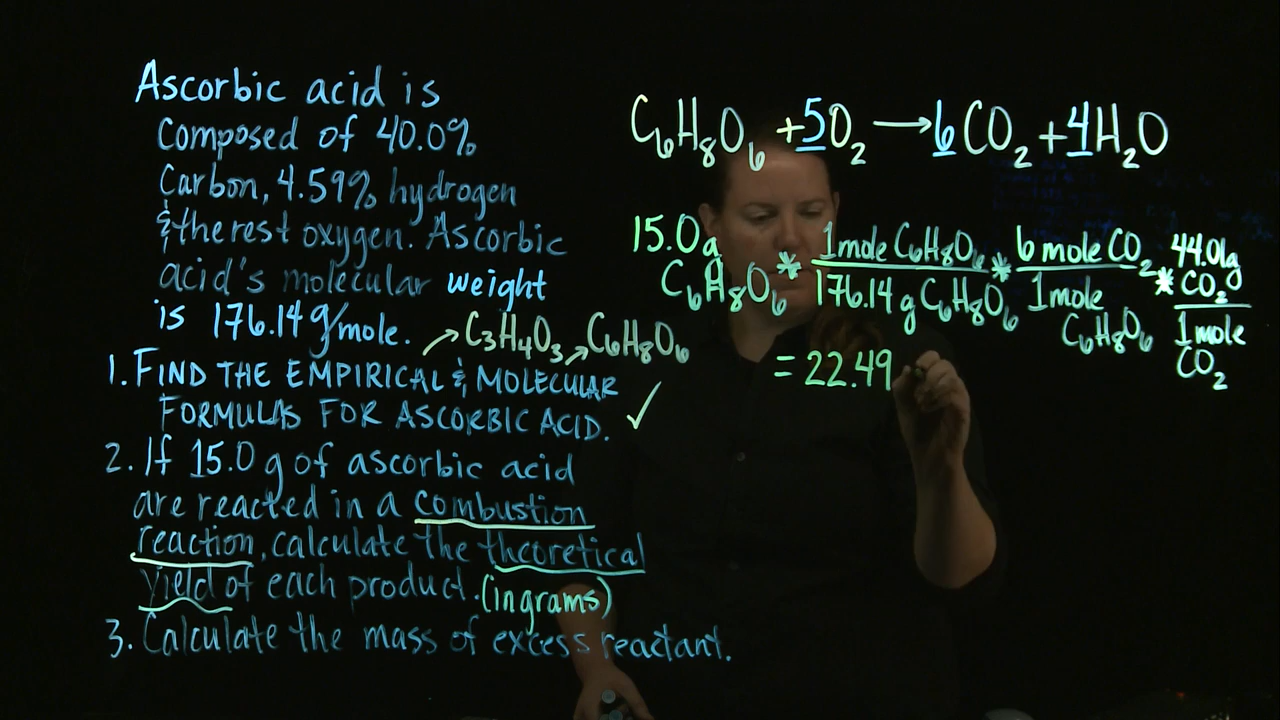 Ascorbic acid is
composed of 40.0%
Carbon, 4.59% hydrogen
& the rest oxygen. Ascorbic
acid's molecular weight
is 176.14 g/mole.
→ C₃H₄O₃ → C₆H₈O₆
1. FIND THE EMPIRICAL & MOLECULAR
FORMULAS FOR ASCORBIC ACID. ✓
2. If 15.0 g of ascorbic acid
are reacted in a combustion
reaction, calculate the theoretical
yield of each product. (in grams)
3. Calculate the mass of excess reactant.
C₆H₈O₆ + 5O₂ → 6CO₂ + 4H₂O
15.0 g
C₆H₈O₆ *
1 mole C₆H₈O₆
176.14 g C₆H₈O₆
*
6 mole CO₂
1 mole
C₆H₈O₆
*
44.01g
CO₂
1 mole
CO₂
= 22.49